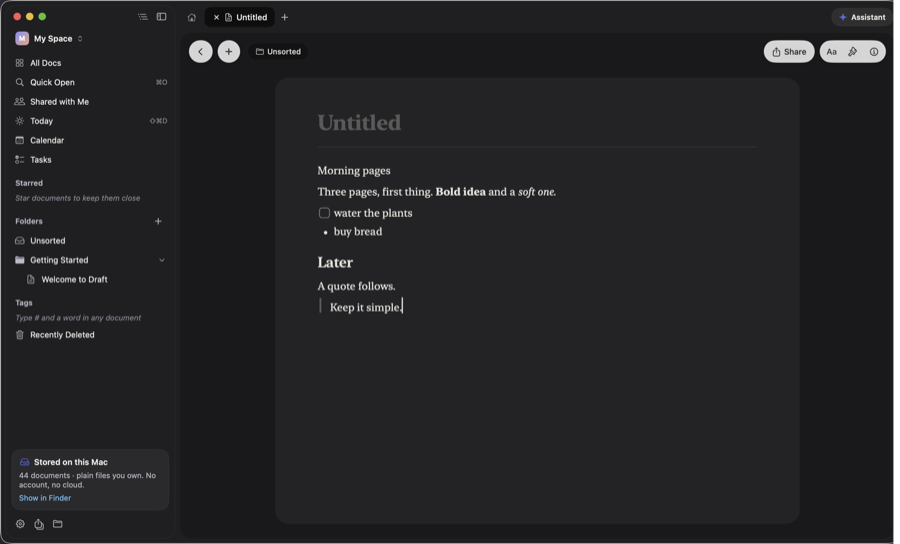 Untitled
Assistant
M My Space
Unsorted
Share
Aa
All Docs
Quick Open ⌘O
Shared with Me
Today ⇧⌘D
Calendar
Tasks
Starred
Star documents to keep them close
Folders
Unsorted
Getting Started
Welcome to Draft
Tags
Type # and a word in any document
Recently Deleted
Stored on this Mac
44 documents · plain files you own. No
account, no cloud.
Show in Finder
Untitled
Morning pages
Three pages, first thing. Bold idea and a soft one.
water the plants
• buy bread
Later
A quote follows.
Keep it simple.